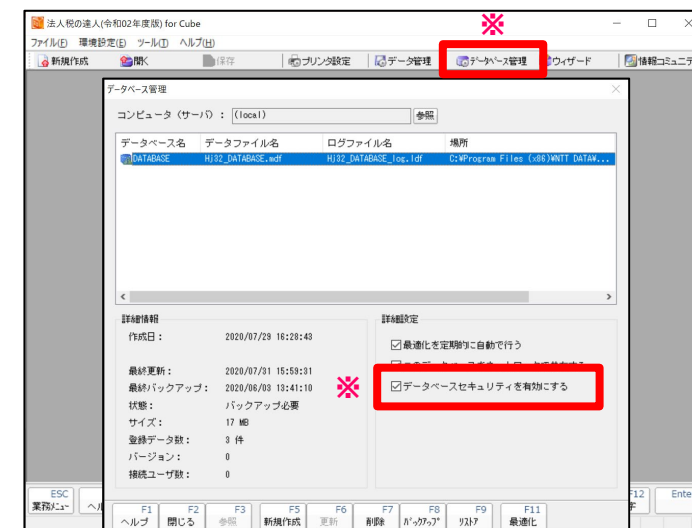 法人税の達人(令和02年度版) for Cube
※
ファイル(F) 環境設定(E) ツール(T) ヘルプ(H)
新規作成 開く 保存 プリンタ設定 データ管理 データベース管理 ウィザード 情報コミュニテ
データベース管理
コンピュータ (サーバ) : (local) 参照
データベース名 データファイル名 ログファイル名 場所
DATABASE Hj32_DATABASE.mdf Hj32_DATABASE_log.ldf C:¥Program Files (x86)¥NTT DATA¥...
詳細情報
作成日: 2020/07/29 16:28:43
最終更新: 2020/07/31 15:59:31
最終バックアップ: 2020/06/03 13:41:10
状態: バックアップ必要
サイズ: 17 MB
登録データ数: 3 件
バージョン: 0
接続ユーザ数: 0
詳細設定
最適化を定期的に自動で行う
※
データベースセキュリティを有効にする
ESC
業務メニュー
F1 ヘルプ
F2 閉じる
F3 参照
F5 新規作成
F6 更新
F7 削除
F8 バックアップ
F9 リストア
F11 最適化
F12
字
Ente